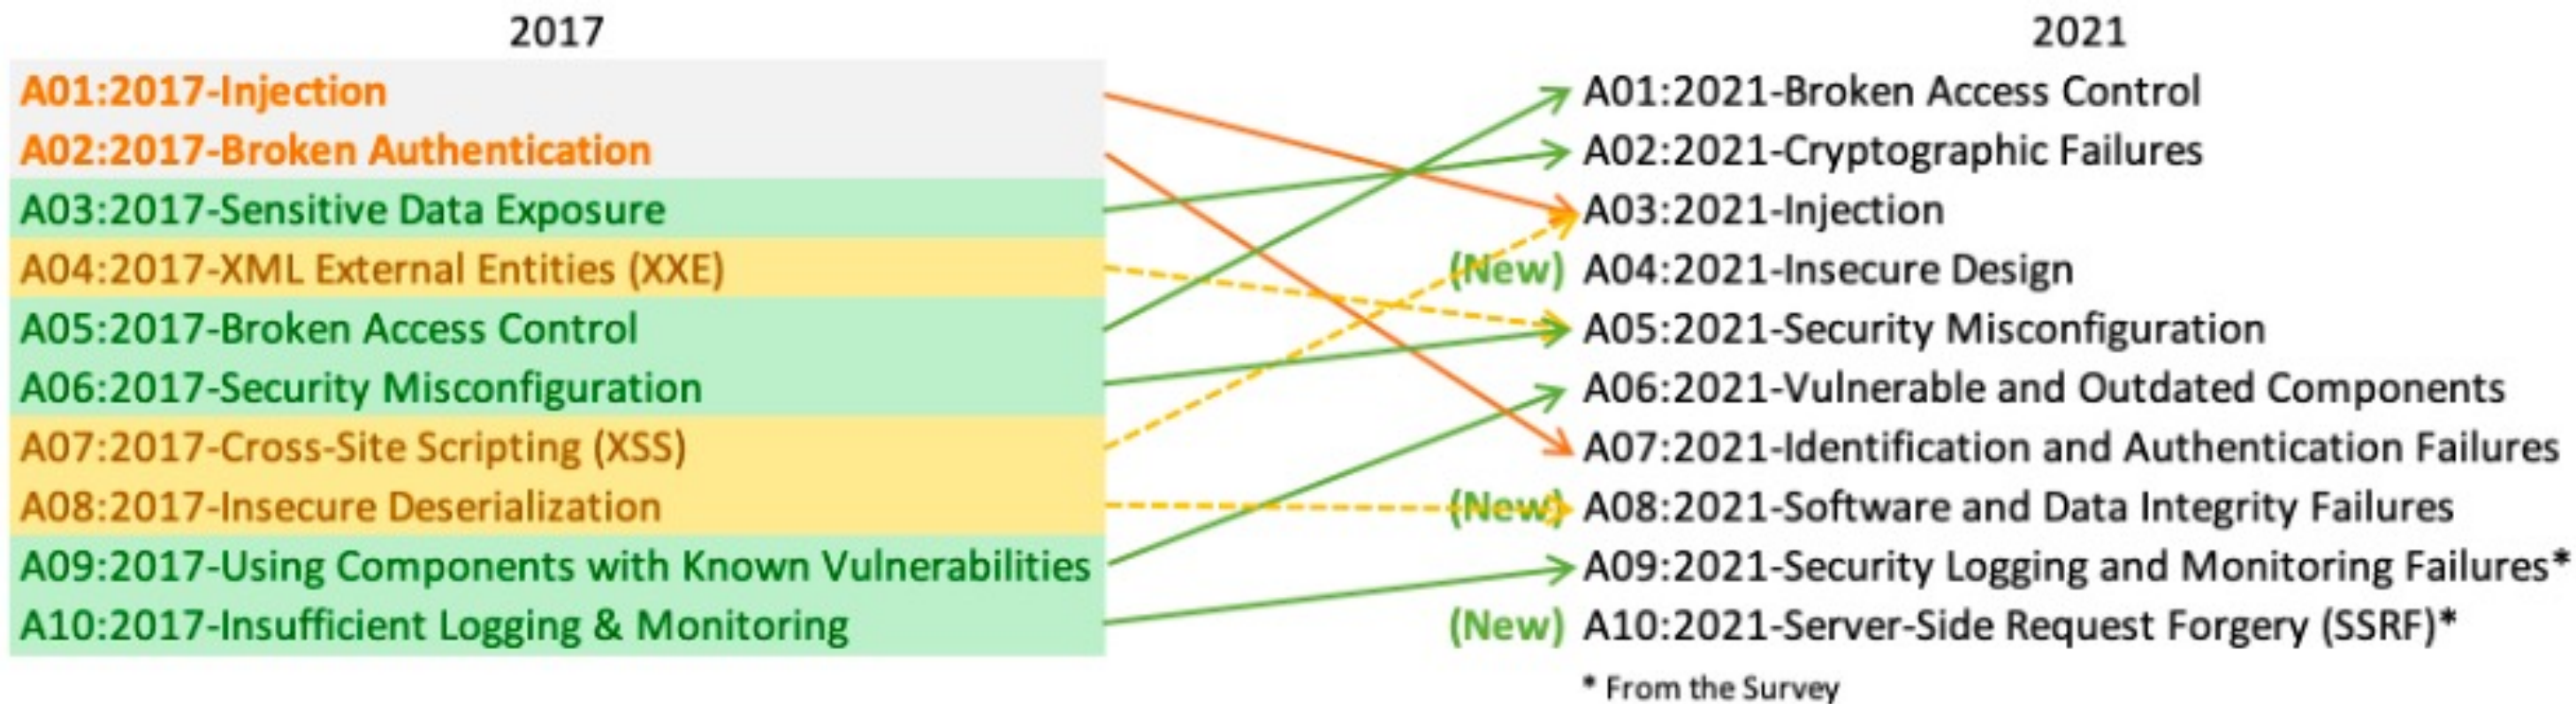 2017
A01:2017-Injection
A02:2017-Broken Authentication
A03:2017-Sensitive Data Exposure
A04:2017-XML External Entities (XXE)
A05:2017-Broken Access Control
A06:2017-Security Misconfiguration
A07:2017-Cross-Site Scripting (XSS)
A08:2017-Insecure Deserialization
A09:2017-Using Components with Known Vulnerabilities
A10:2017-Insufficient Logging & Monitoring
2021
A01:2021-Broken Access Control
A02:2021-Cryptographic Failures
A03:2021-Injection
(New) A04:2021-Insecure Design
A05:2021-Security Misconfiguration
A06:2021-Vulnerable and Outdated Components
A07:2021-Identification and Authentication Failures
(New) A08:2021-Software and Data Integrity Failures
A09:2021-Security Logging and Monitoring Failures*
(New) A10:2021-Server-Side Request Forgery (SSRF)*
* From the Survey